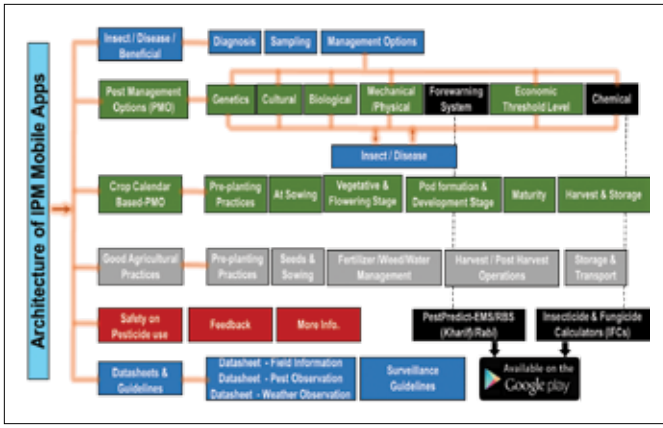 Architecture of IPM Mobile Apps
Insect / Disease /
Beneficial
Diagnosis
Sampling
Management Options
Pest Management
Options (PMO)
Genetics
Cultural
Biological
Mechanical
/Physical
Forewarning
System
Economic
Threshold Level
Chemical
Insect / Disease
Crop Calendar
Based-PMO
Pre-planting
Practices
At Sowing
Vegetative &
Flowering Stage
Pod formation &
Development Stage
Maturity
Harvest & Storage
Good Agricultural
Practices
Pre-planting
Practices
Seeds &
Sowing
Fertilizer /Weed/Water
Management
Harvest / Post Harvest
Operations
Storage &
Transport
Safety on
Pesticide use
Feedback
More Info.
PestPredict-EMS/RBS
(Kharif/Rabi)
Insecticide & Fungicide
Calculators (IFCs)
Datasheets &
Guidelines
Datasheet - Field Information
Datasheet - Pest Observation
Datasheet - Weather Observation
Surveillance
Guidelines
Available on the
Google play